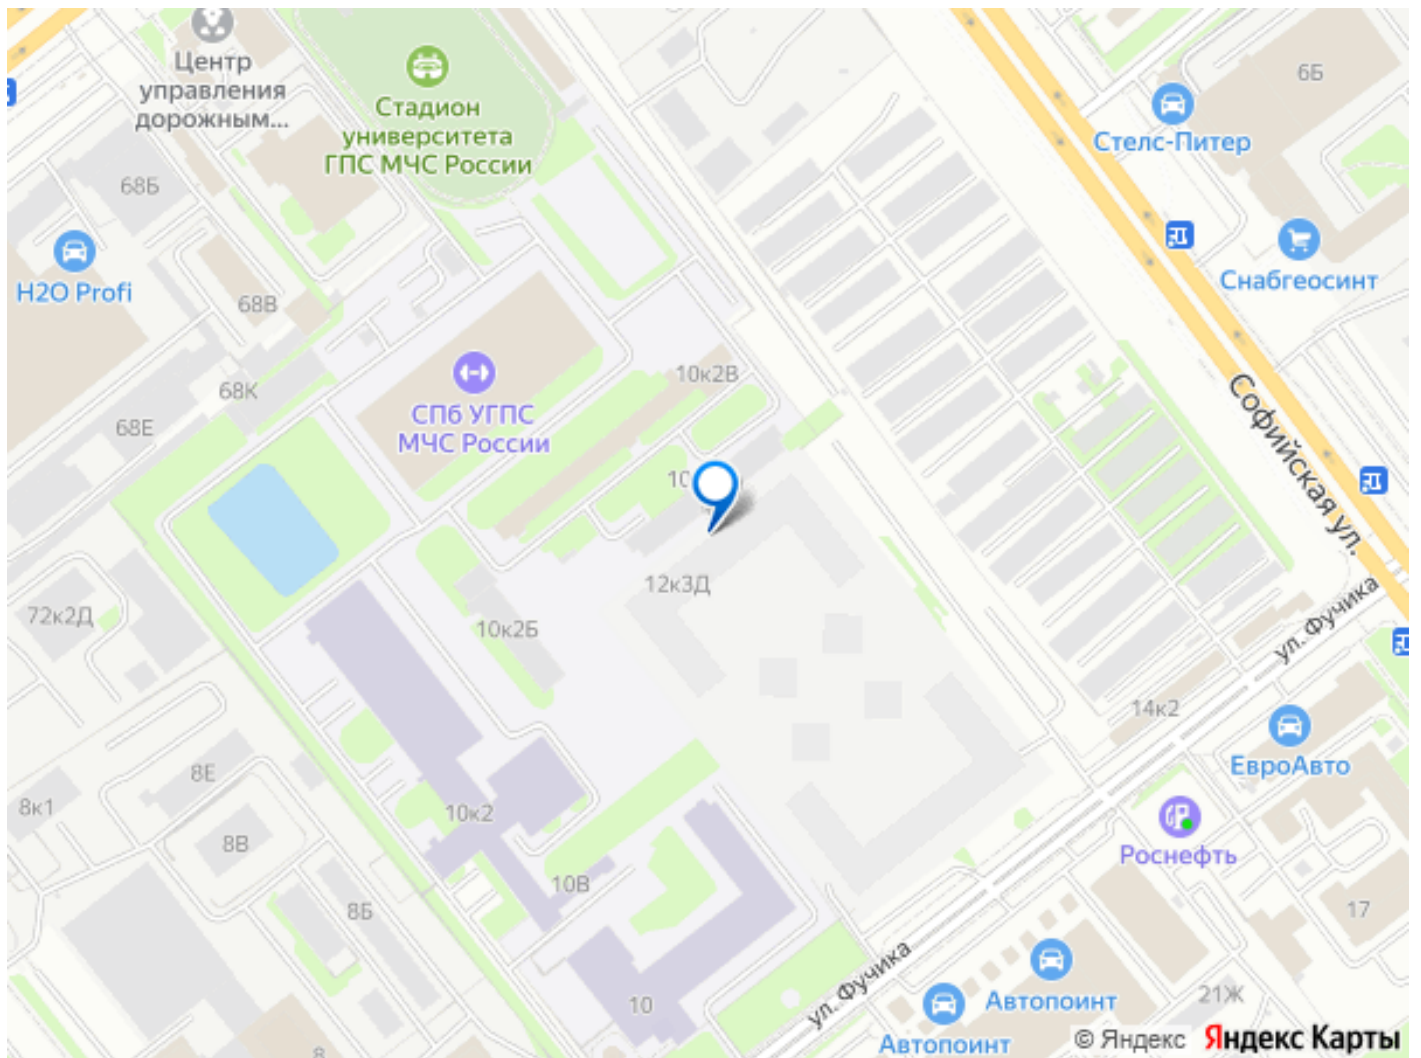 Центр
управления
дорожным...
Стадион
университета
ГПС МЧС России
6Б
Стелс-Питер
68Б
H2O Profi
68В
Снабгеосинт
68К
СПб УГПС
МЧС России
10к2В
68Е
Софийская ул.
12к3Д
72к2Д
10к2Б
ул. Фучика
14к2
ЕвроАвто
8Е
8к1
10к2
8В
Роснефть
10В
8Б
17
ул. Фучика
10
Автопоинт
21Ж
Автопоинт
8
© Яндекс Яндекс Карты